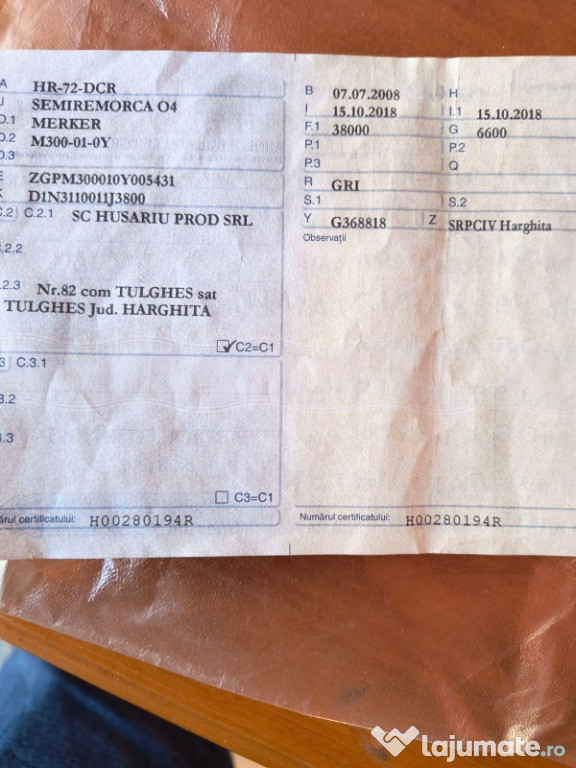 A HR-72-DCR
J SEMIREMORCA O4
D.1 MERKER
D.2 M300-01-0Y
D.3
E ZGPM300010Y005431
K D1N3110011J3800
C.2) C.2.1 SC HUSARIU PROD SRL
C.2.2
C.2.3 Nr.82 com TULGHES sat
TULGHES Jud. HARGHITA
C2=C1
C.3.1
3.2
3.3
C3=C1
Numărul certificatului: H00280194R
B 07.07.2008 H
I 15.10.2018 I.1 15.10.2018
F.1 38000 G 6600
P.1 P.2
P.3 Q
R GRI
S.1 S.2
Y G368818 Z SRPCIV Harghita
Observații
Numărul certificatului: H00280194R
lajumate.ro